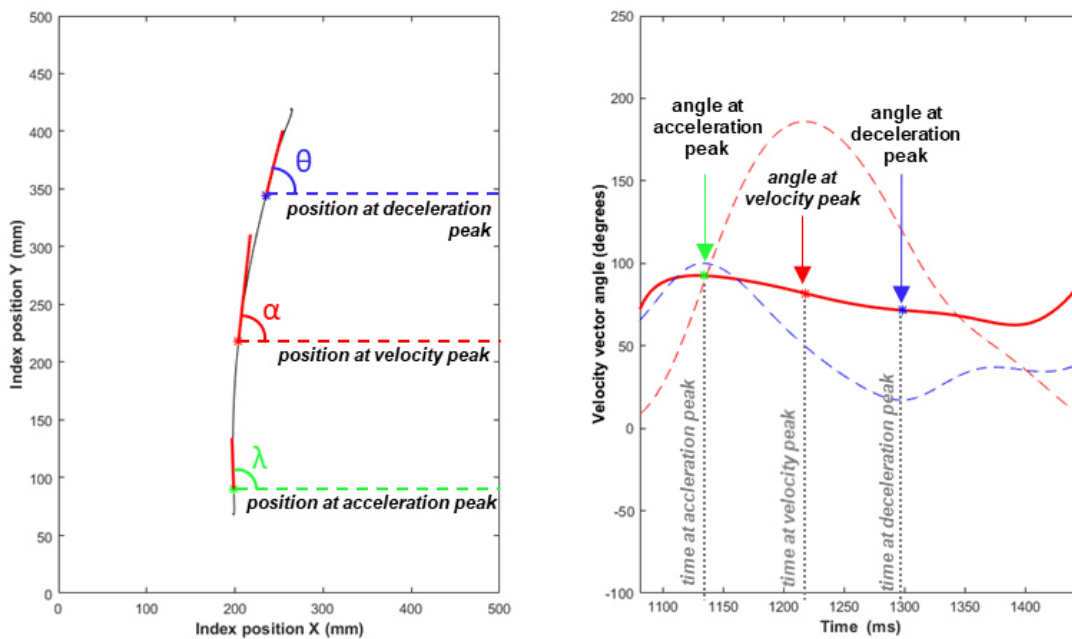 500
450
400
350
300
250
200
150
100
50
0
Index position Y (mm)
θ
position at deceleration
peak
α
position at velocity peak
λ
position at acceleration peak
0
100
200
300
400
500
Index position X (mm)
250
200
150
100
50
0
-50
-100
Velocity vector angle (degrees)
angle at
acceleration
peak
angle at
velocity peak
angle at
deceleration
peak
time at accleration peak
time at velocity peak
time at deceleration peak
1100
1150
1200
1250
1300
1350
1400
Time (ms)